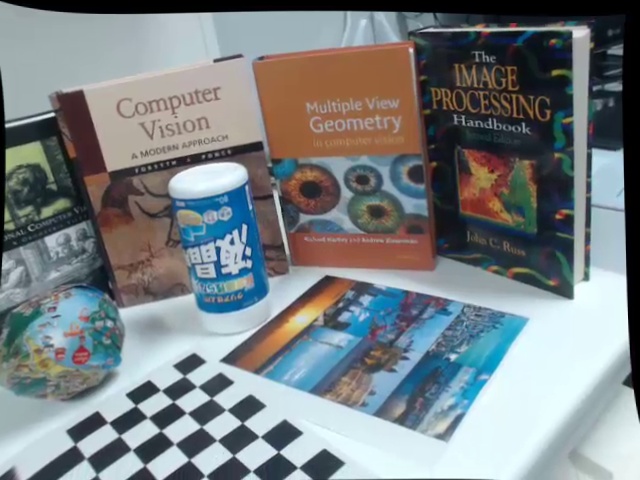 Computer
Vision
A MODERN APPROACH
FORSYTH & PONCE
Multiple View
Geometry
in computer vision
Richard Hartley and Andrew Zisserman
The
IMAGE
PROCESSING
Handbook
Second Edition
John C. Russ